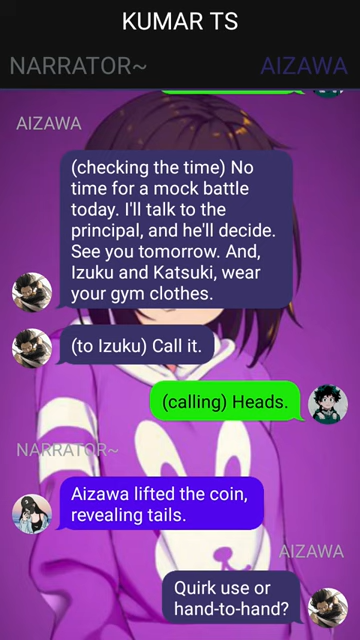 KUMAR TS
NARRATOR~ AIZAWA
AIZAWA
(checking the time) No
time for a mock battle
today. I'll talk to the
principal, and he'll decide.
See you tomorrow. And,
Izuku and Katsuki, wear
your gym clothes.
(to Izuku) Call it.
(calling) Heads.
NARRATOR~
Aizawa lifted the coin,
revealing tails.
AIZAWA
Quirk use or
hand-to-hand?